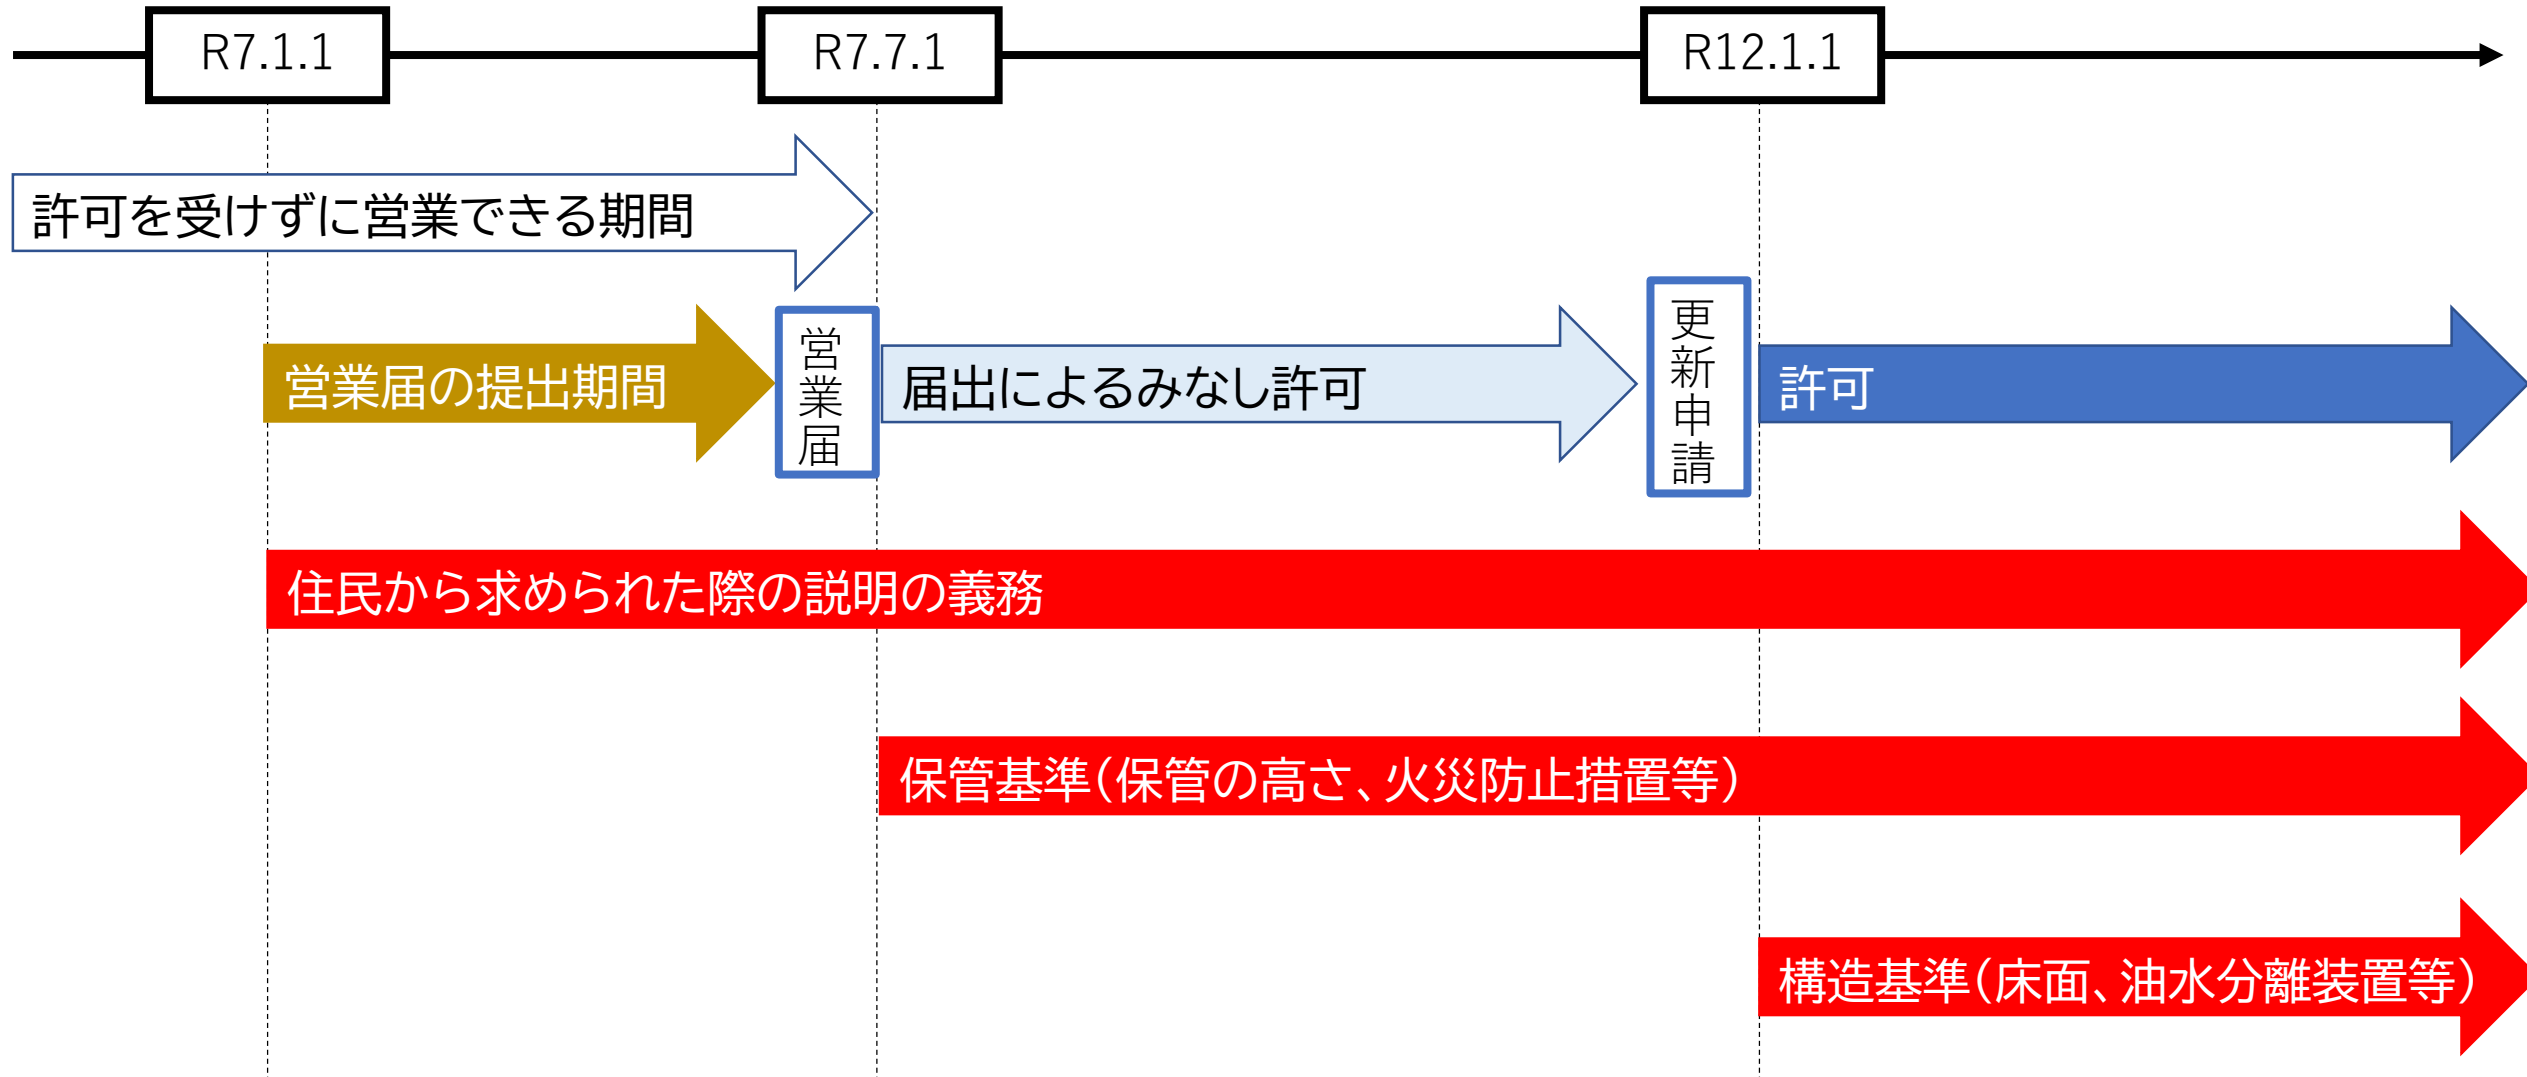 R7.1.1
R7.7.1
R12.1.1
許可を受けずに営業できる期間
営業届の提出期間
営業届
届出によるみなし許可
更新申請
許可
住民から求められた際の説明の義務
保管基準（保管の高さ、火災防止措置等）
構造基準（床面、油水分離装置等）